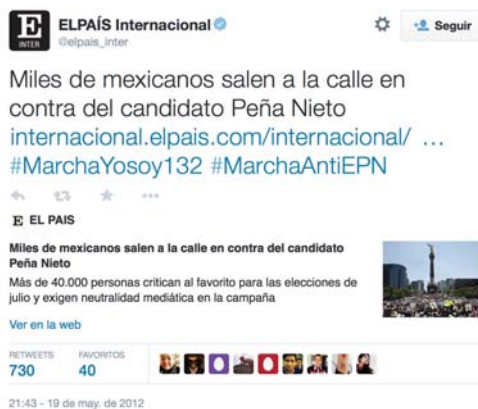 E
INTER
ELPAÍS Internacional
@elpais_inter
Seguir
Miles de mexicanos salen a la calle en
contra del candidato Peña Nieto
internacional.elpais.com/internacional/ …
#MarchaYosoy132 #MarchaAntiEPN
E EL PAIS
Miles de mexicanos salen a la calle en contra del candidato
Peña Nieto
Más de 40.000 personas critican al favorito para las elecciones de
julio y exigen neutralidad mediática en la campaña
Ver en la web
RETWEETS FAVORITOS
730 40
21:43 - 19 de may. de 2012